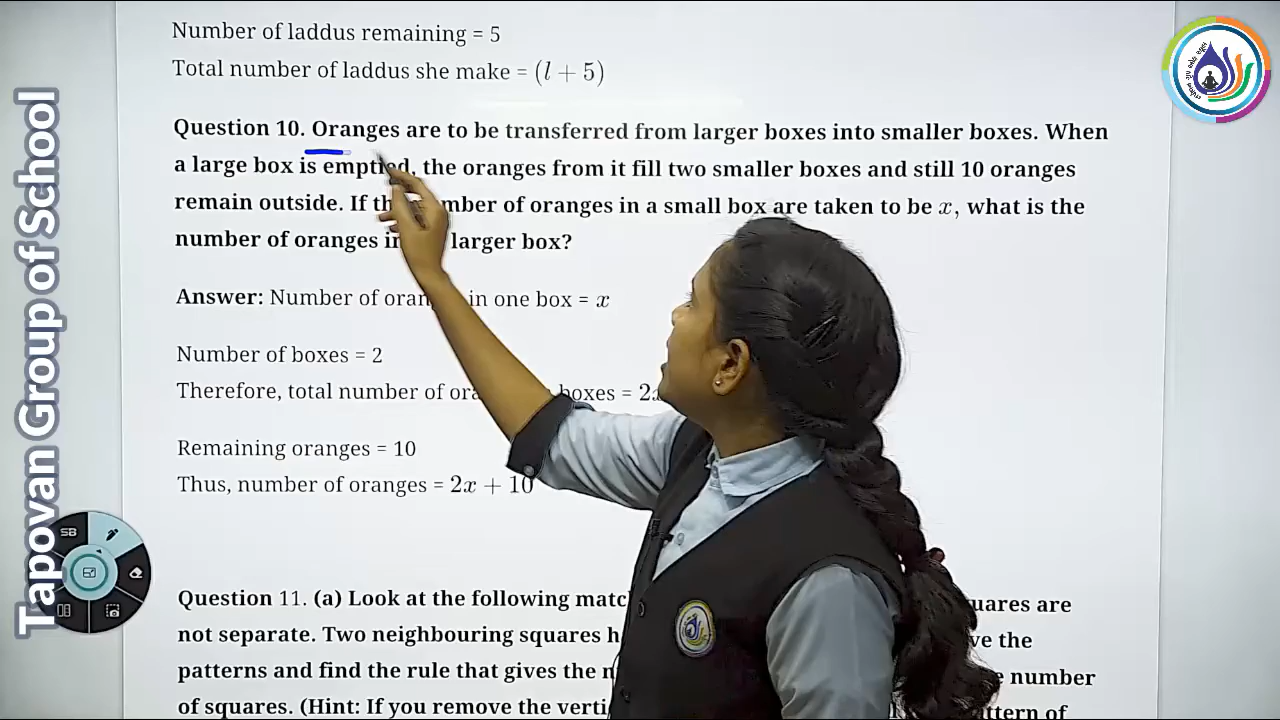 Number of laddus remaining = 5
Total number of laddus she make = (l + 5)
Question 10. Oranges are to be transferred from larger boxes into smaller boxes. When
a large box is emptied, the oranges from it fill two smaller boxes and still 10 oranges
remain outside. If th mber of oranges in a small box are taken to be x, what is the
number of oranges in larger box?
Answer: Number of oran in one box = x
Number of boxes = 2
Therefore, total number of ora boxes = 2x
Remaining oranges = 10
Thus, number of oranges = 2x + 10
Question 11. (a) Look at the following matc uares are
not separate. Two neighbouring squares h ve the
patterns and find the rule that gives the n number
of squares. (Hint: If you remove the verti ttern of
Tapovan Group of School
SB